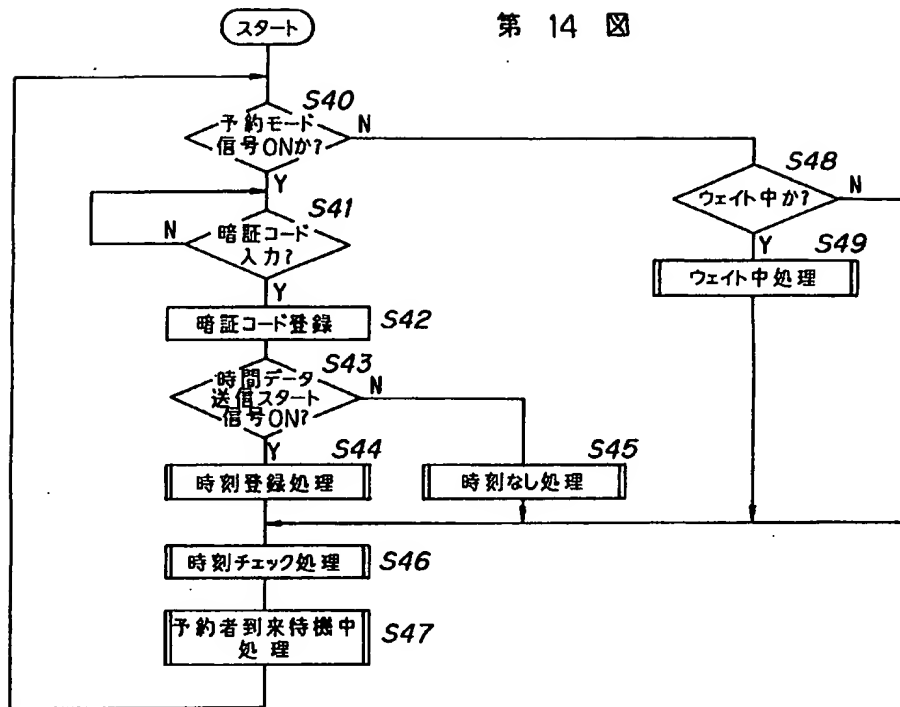 第 14 図
スタート
S40
予約モード
信号ONか?
N
Y
S48
ウェイト中か?
N
Y
S41
暗証コード
入力?
N
Y
S49
ウェイト中処理
暗証コード登録
S42
S43
時間データ
送信スタート
信号ON?
N
Y
S44
時刻登録処理
S45
時刻なし処理
時刻チェック処理
S46
予約者到来待機中
処理
S47